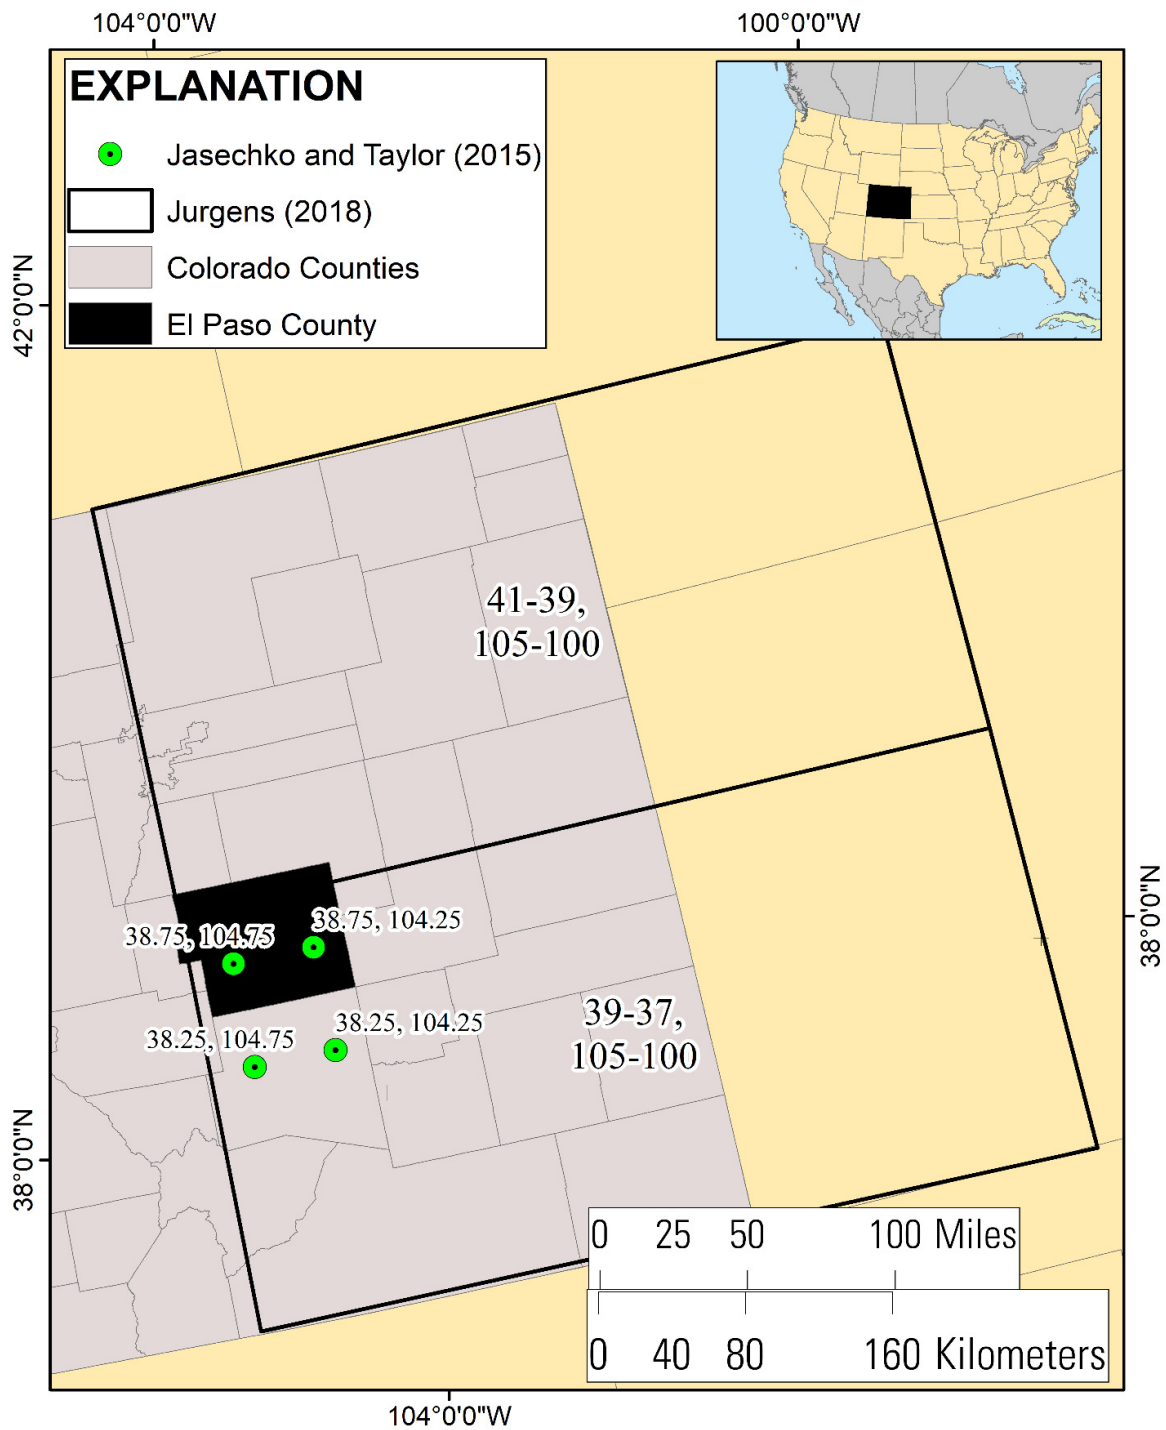 104°0'0"W
100°0'0"W
EXPLANATION
Jasechko and Taylor (2015)
Jurgens (2018)
Colorado Counties
El Paso County
42°0'0"N
41-39,
105-100
38.75, 104.25
38.75, 104.75
38°0'0"N
39-37,
105-100
38.25, 104.25
38.25, 104.75
38°0'0"N
0 25 50 100 Miles
0 40 80 160 Kilometers
104°0'0"W